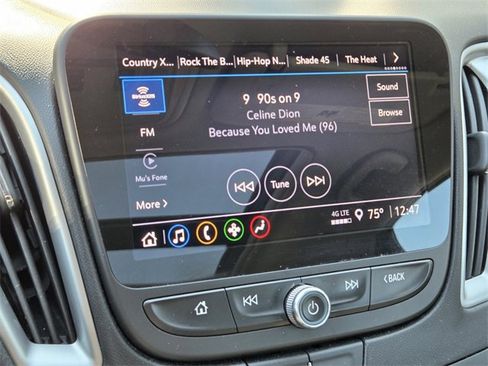 Country X... Rock The B... Hip-Hop N... Shade 45 The Heat
SiriusXM
9 90s on 9
Sound
Celine Dion
Browse
FM
Because You Loved Me (96)
Mu's Fone
Tune
More
4G LTE
75° 12:47
BACK